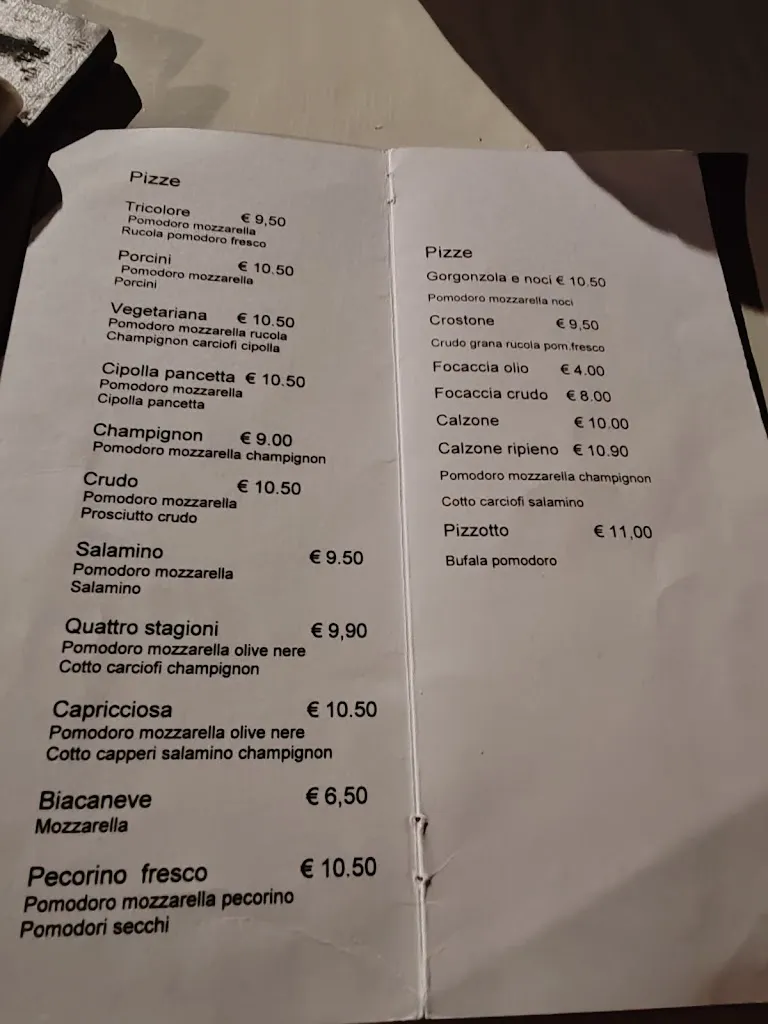 Pizze
Tricolore € 9,50
Pomodoro mozzarella
Rucola pomodoro fresco
Porcini € 10.50
Pomodoro mozzarella
Porcini
Vegetariana € 10.50
Pomodoro mozzarella rucola
Champignon carciofi cipolla
Cipolla pancetta € 10.50
Pomodoro mozzarella
Cipolla pancetta
Champignon € 9.00
Pomodoro mozzarella champignon
Crudo € 10.50
Pomodoro mozzarella
Prosciutto crudo
Salamino € 9.50
Pomodoro mozzarella
Salamino
Quattro stagioni € 9,90
Pomodoro mozzarella olive nere
Cotto carciofi champignon
Capricciosa € 10.50
Pomodoro mozzarella olive nere
Cotto capperi salamino champignon
Biacaneve € 6,50
Mozzarella
Pecorino fresco € 10.50
Pomodoro mozzarella pecorino
Pomodori secchi
Pizze
Gorgonzola e noci € 10.50
Pomodoro mozzarella noci
Crostone € 9,50
Crudo grana rucola pom.fresco
Focaccia olio € 4.00
Focaccia crudo € 8.00
Calzone € 10.00
Calzone ripieno € 10.90
Pomodoro mozzarella champignon
Cotto carciofi salamino
Pizzotto € 11,00
Bufala pomodoro